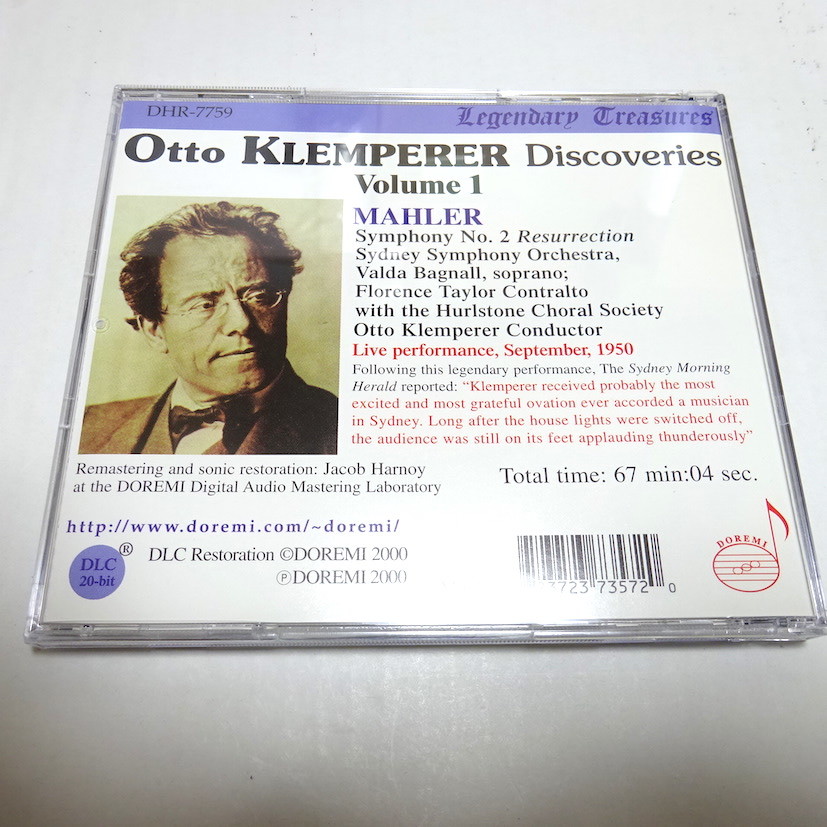 DHR-7759
Legendary Treasures
Otto KLEMPERER Discoveries
Volume 1
MAHLER
Symphony No. 2 Resurrection
Sydney Symphony Orchestra,
Valda Bagnall, soprano;
Florence Taylor Contralto
with the Hurlstone Choral Society
Otto Klemperer Conductor
Live performance, September, 1950
Following this legendary performance, The Sydney Morning
Herald reported: “Klemperer received probably the most
excited and most grateful ovation ever accorded a musician
in Sydney. Long after the house lights were switched off,
the audience was still on its feet applauding thunderously”
Remastering and sonic restoration: Jacob Harnoy
at the DOREMI Digital Audio Mastering Laboratory
Total time: 67 min:04 sec.
http://www.doremi.com/~doremi/
DLC
20-bit
®
DLC Restoration ©DOREMI 2000
℗DOREMI 2000
73572 0
DOREMI